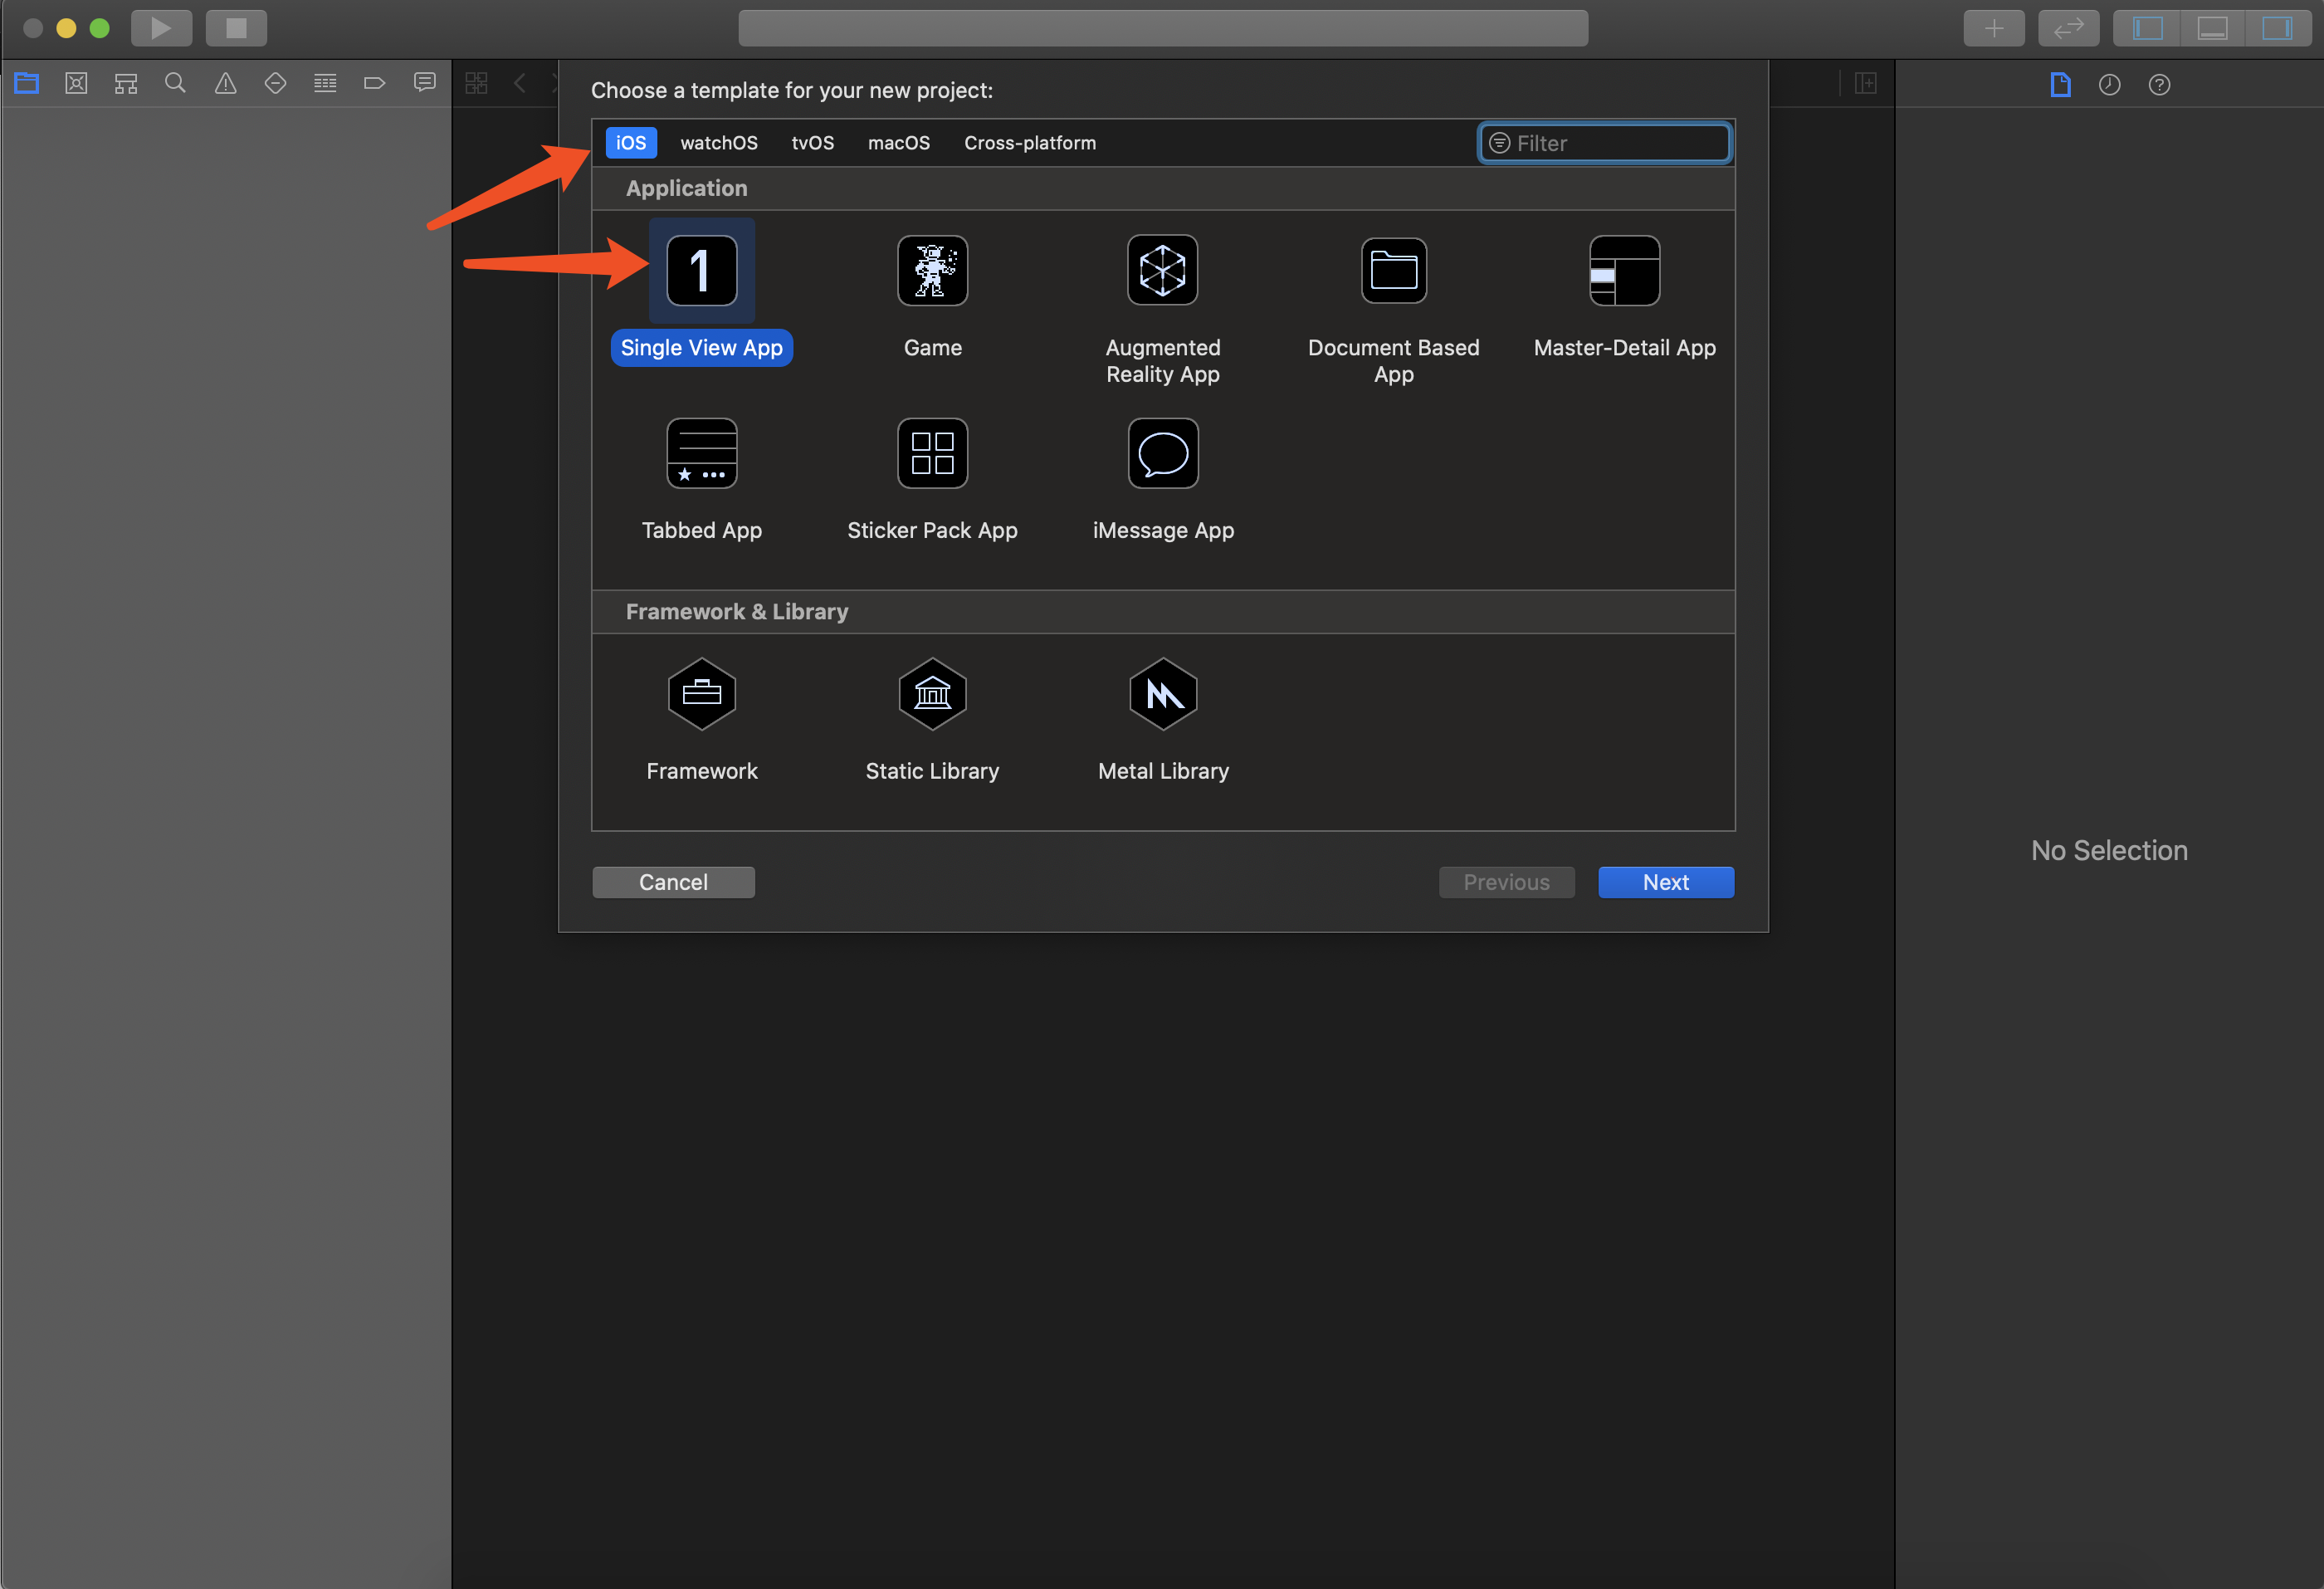 Choose a template for your new project:
iOS watchOS tvOS macOS Cross-platform Filter
Application
1
Single View App Game Augmented Reality App Document Based App Master-Detail App
Tabbed App Sticker Pack App iMessage App
Framework & Library
Framework Static Library Metal Library
No Selection
Cancel Previous Next